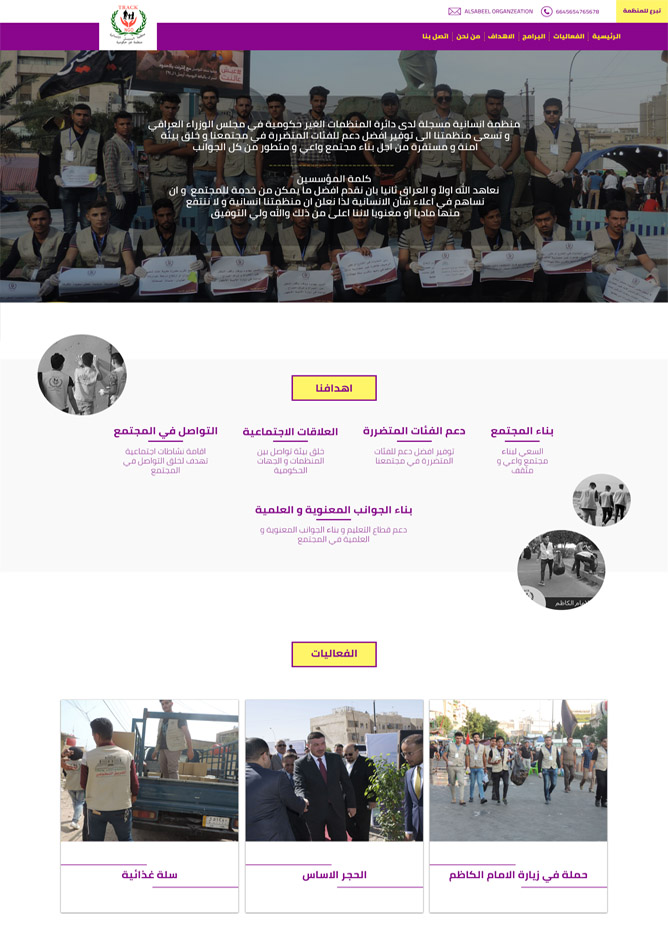 تبرع للمنظمة
6645654765678
ALSABEEL ORGANZEATION
TRACK
الرئيسية
الفعاليات
البرامج
الاهداف
من نحن
اتصل بنا
منظمة انسانية مسجلة لدى دائرة المنظمات الغير حكومية في مجلس الوزراء العراقي
و تسعى منظمتنا الى توفير افضل دعم للفئات المتضررة في مجتمعنا و خلق بيئة
امنة و مستقرة من اجل بناء مجتمع واعي و متطور من كل الجوانب
كلمة المؤسسين
نعاهد الله اولاً و العراق ثانيا بان نقدم افضل ما يمكن من خدمة للمجتمع و ان
نساهم في اعلاء شأن الانسانية لذا نعلن ان منظمتنا انسانية و لا ننتفع
منها ماديا او معنويا لاننا اعلى من ذلك والله ولي التوفيق
اهدافنا
بناء المجتمع
السعي لبناء
مجتمع واعي و
مثقف
دعم الفئات المتضررة
توفير افضل دعم للفئات
المتضررة في مجتمعنا
العلاقات الاجتماعية
خلق بيئة تواصل بين
المنظمات و الجهات
الحكومية
التواصل في المجتمع
اقامة نشاطات اجتماعية
تهدف لخلق التواصل في
المجتمع
بناء الجوانب المعنوية و العلمية
دعم قطاع التعليم و بناء الجوانب المعنوية و
العلمية في المجتمع
الامام الكاظم
الفعاليات
حملة في زيارة الامام الكاظم
الحجر الاساس
سلة غذائية